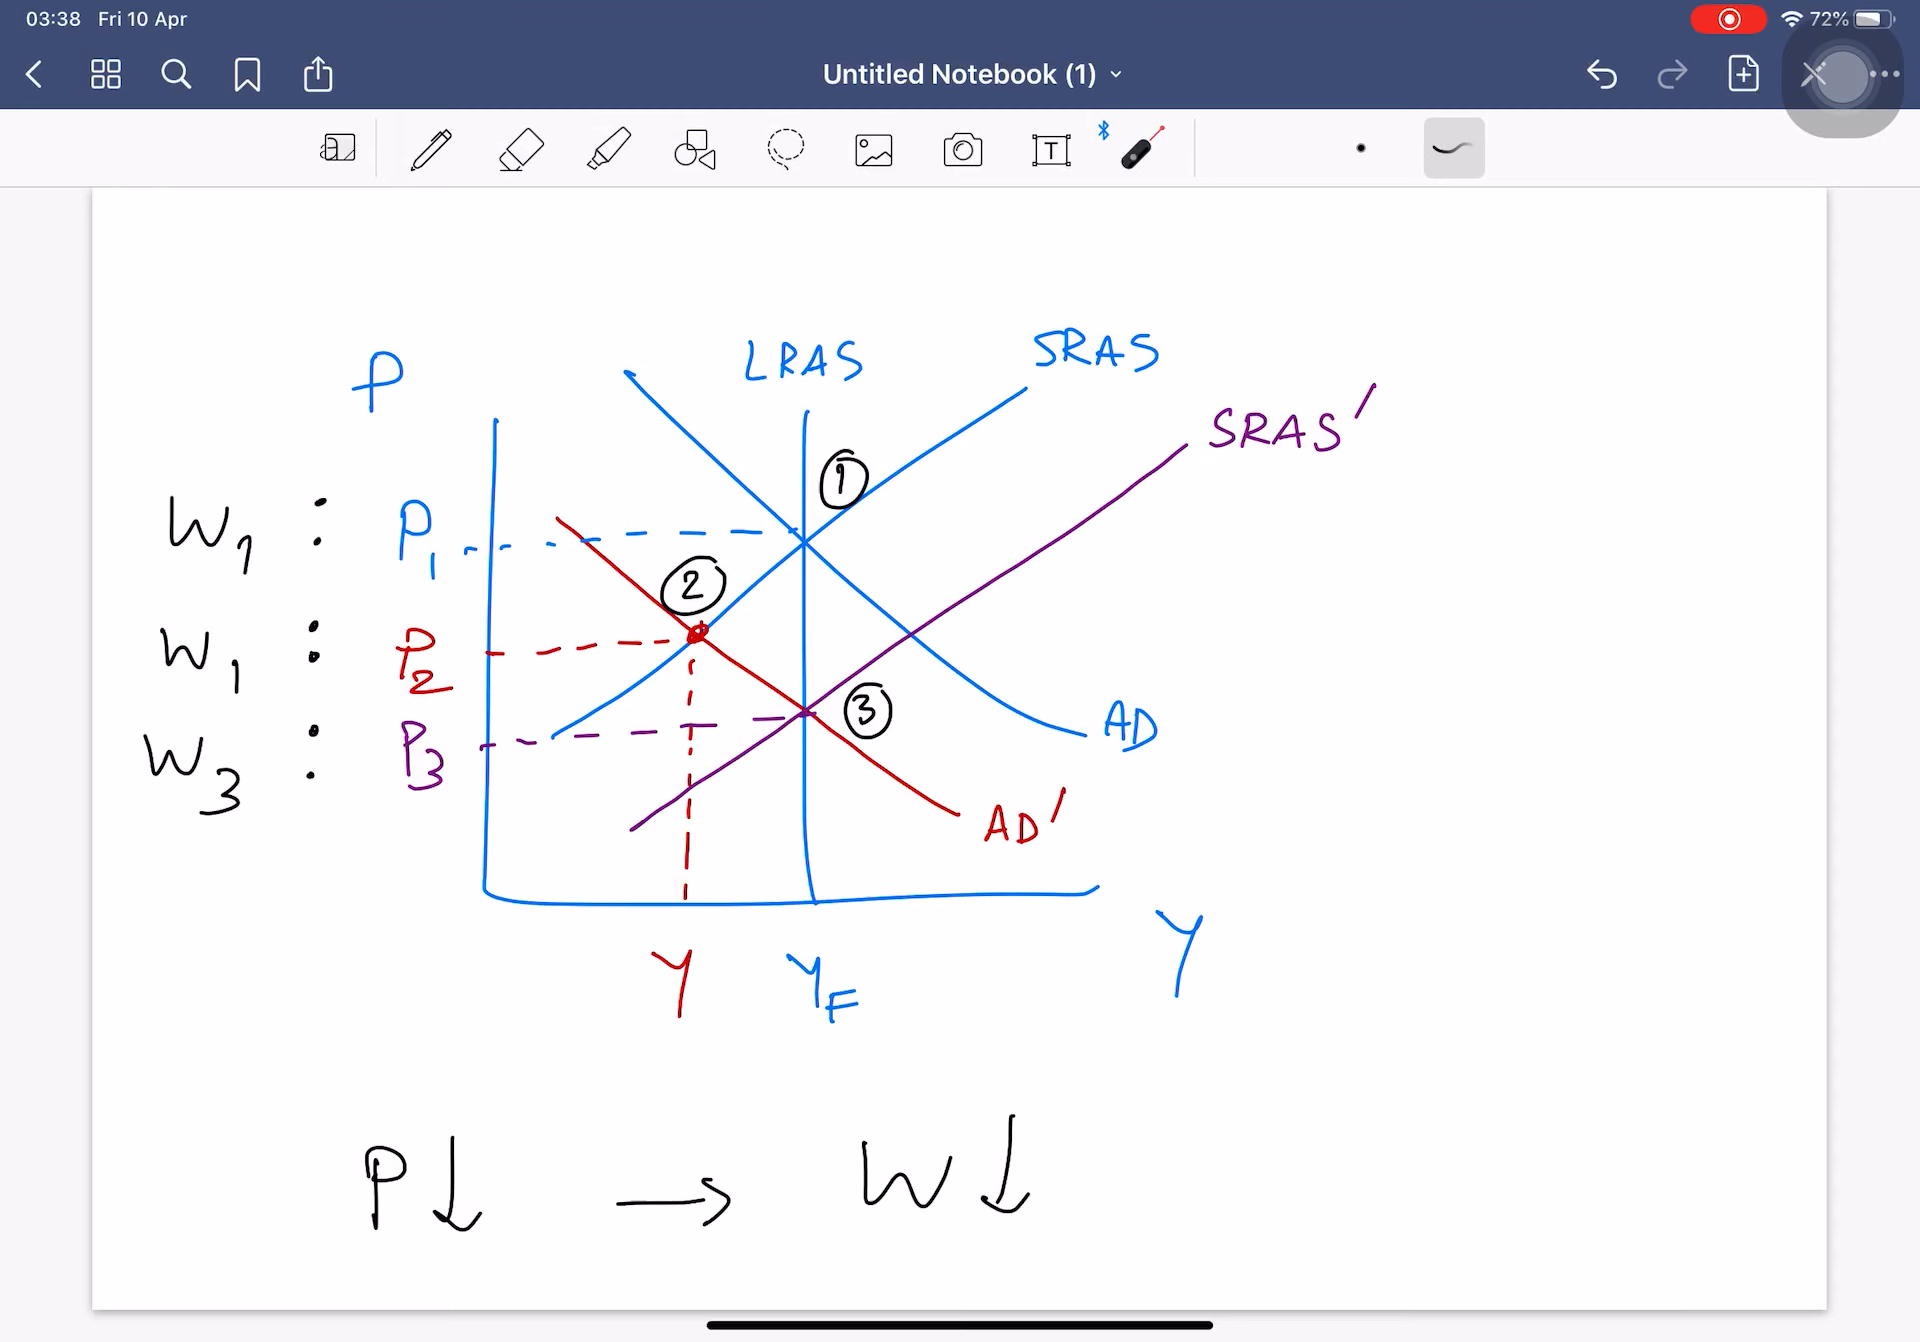 03:38 Fri 10 Apr
72%
Untitled Notebook (1)
a
T
P
LRAS
SRAS
SRAS'
1
W1 : P1
2
W1 : P2
W3 : P3
3
AD
AD'
Y
Y YF
P↓ → W↓